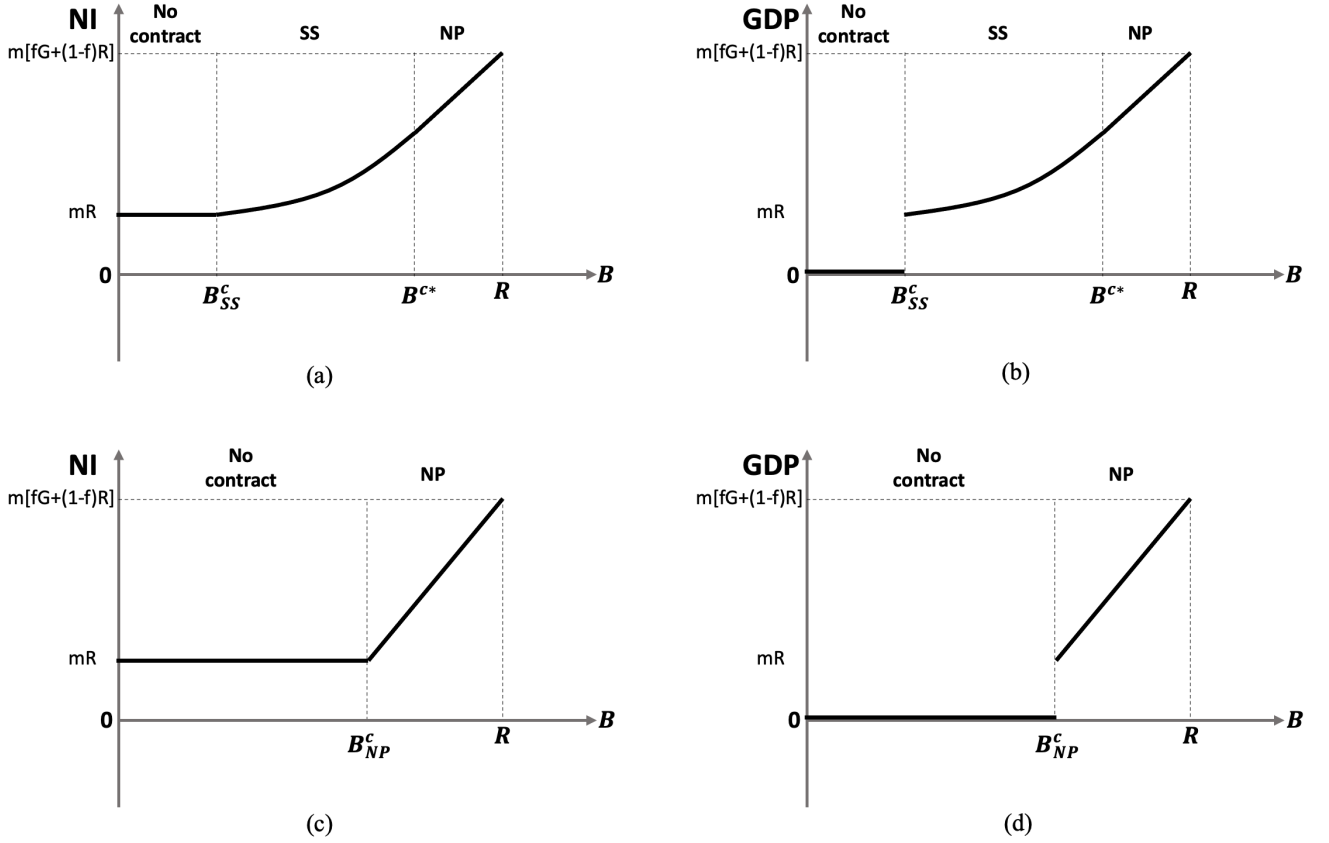 NI
No
contract
SS
NP
m[fG+(1-f)R]
mR
0
B^c_SS
B^c*
R
B
(a)
GDP
No
contract
SS
NP
m[fG+(1-f)R]
mR
0
B^c_SS
B^c*
R
B
(b)
NI
No
contract
NP
m[fG+(1-f)R]
mR
0
B^c_NP
R
B
(c)
GDP
No
contract
NP
m[fG+(1-f)R]
mR
0
B^c_NP
R
B
(d)